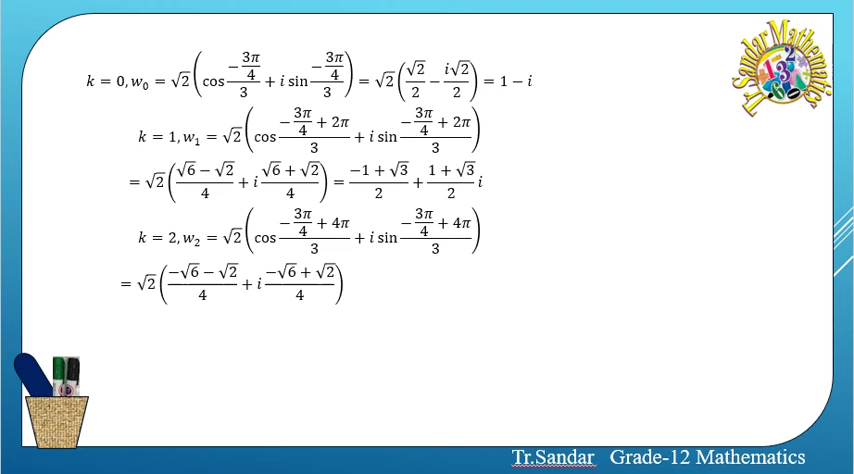 k = 0, w₀ = √2 (cos (−3π/4)/3 + i sin (−3π/4)/3) = √2 (√2/2 − i√2/2) = 1 − i
k = 1, w₁ = √2 (cos (−3π/4 + 2π)/3 + i sin (−3π/4 + 2π)/3)
= √2 ((√6 − √2)/4 + i (√6 + √2)/4) = (−1 + √3)/2 + (1 + √3)/2 i
k = 2, w₂ = √2 (cos (−3π/4 + 4π)/3 + i sin (−3π/4 + 4π)/3)
= √2 ((−√6 − √2)/4 + i (−√6 + √2)/4)
Tr.Sandar Mathematics
Tr.Sandar Grade-12 Mathematics